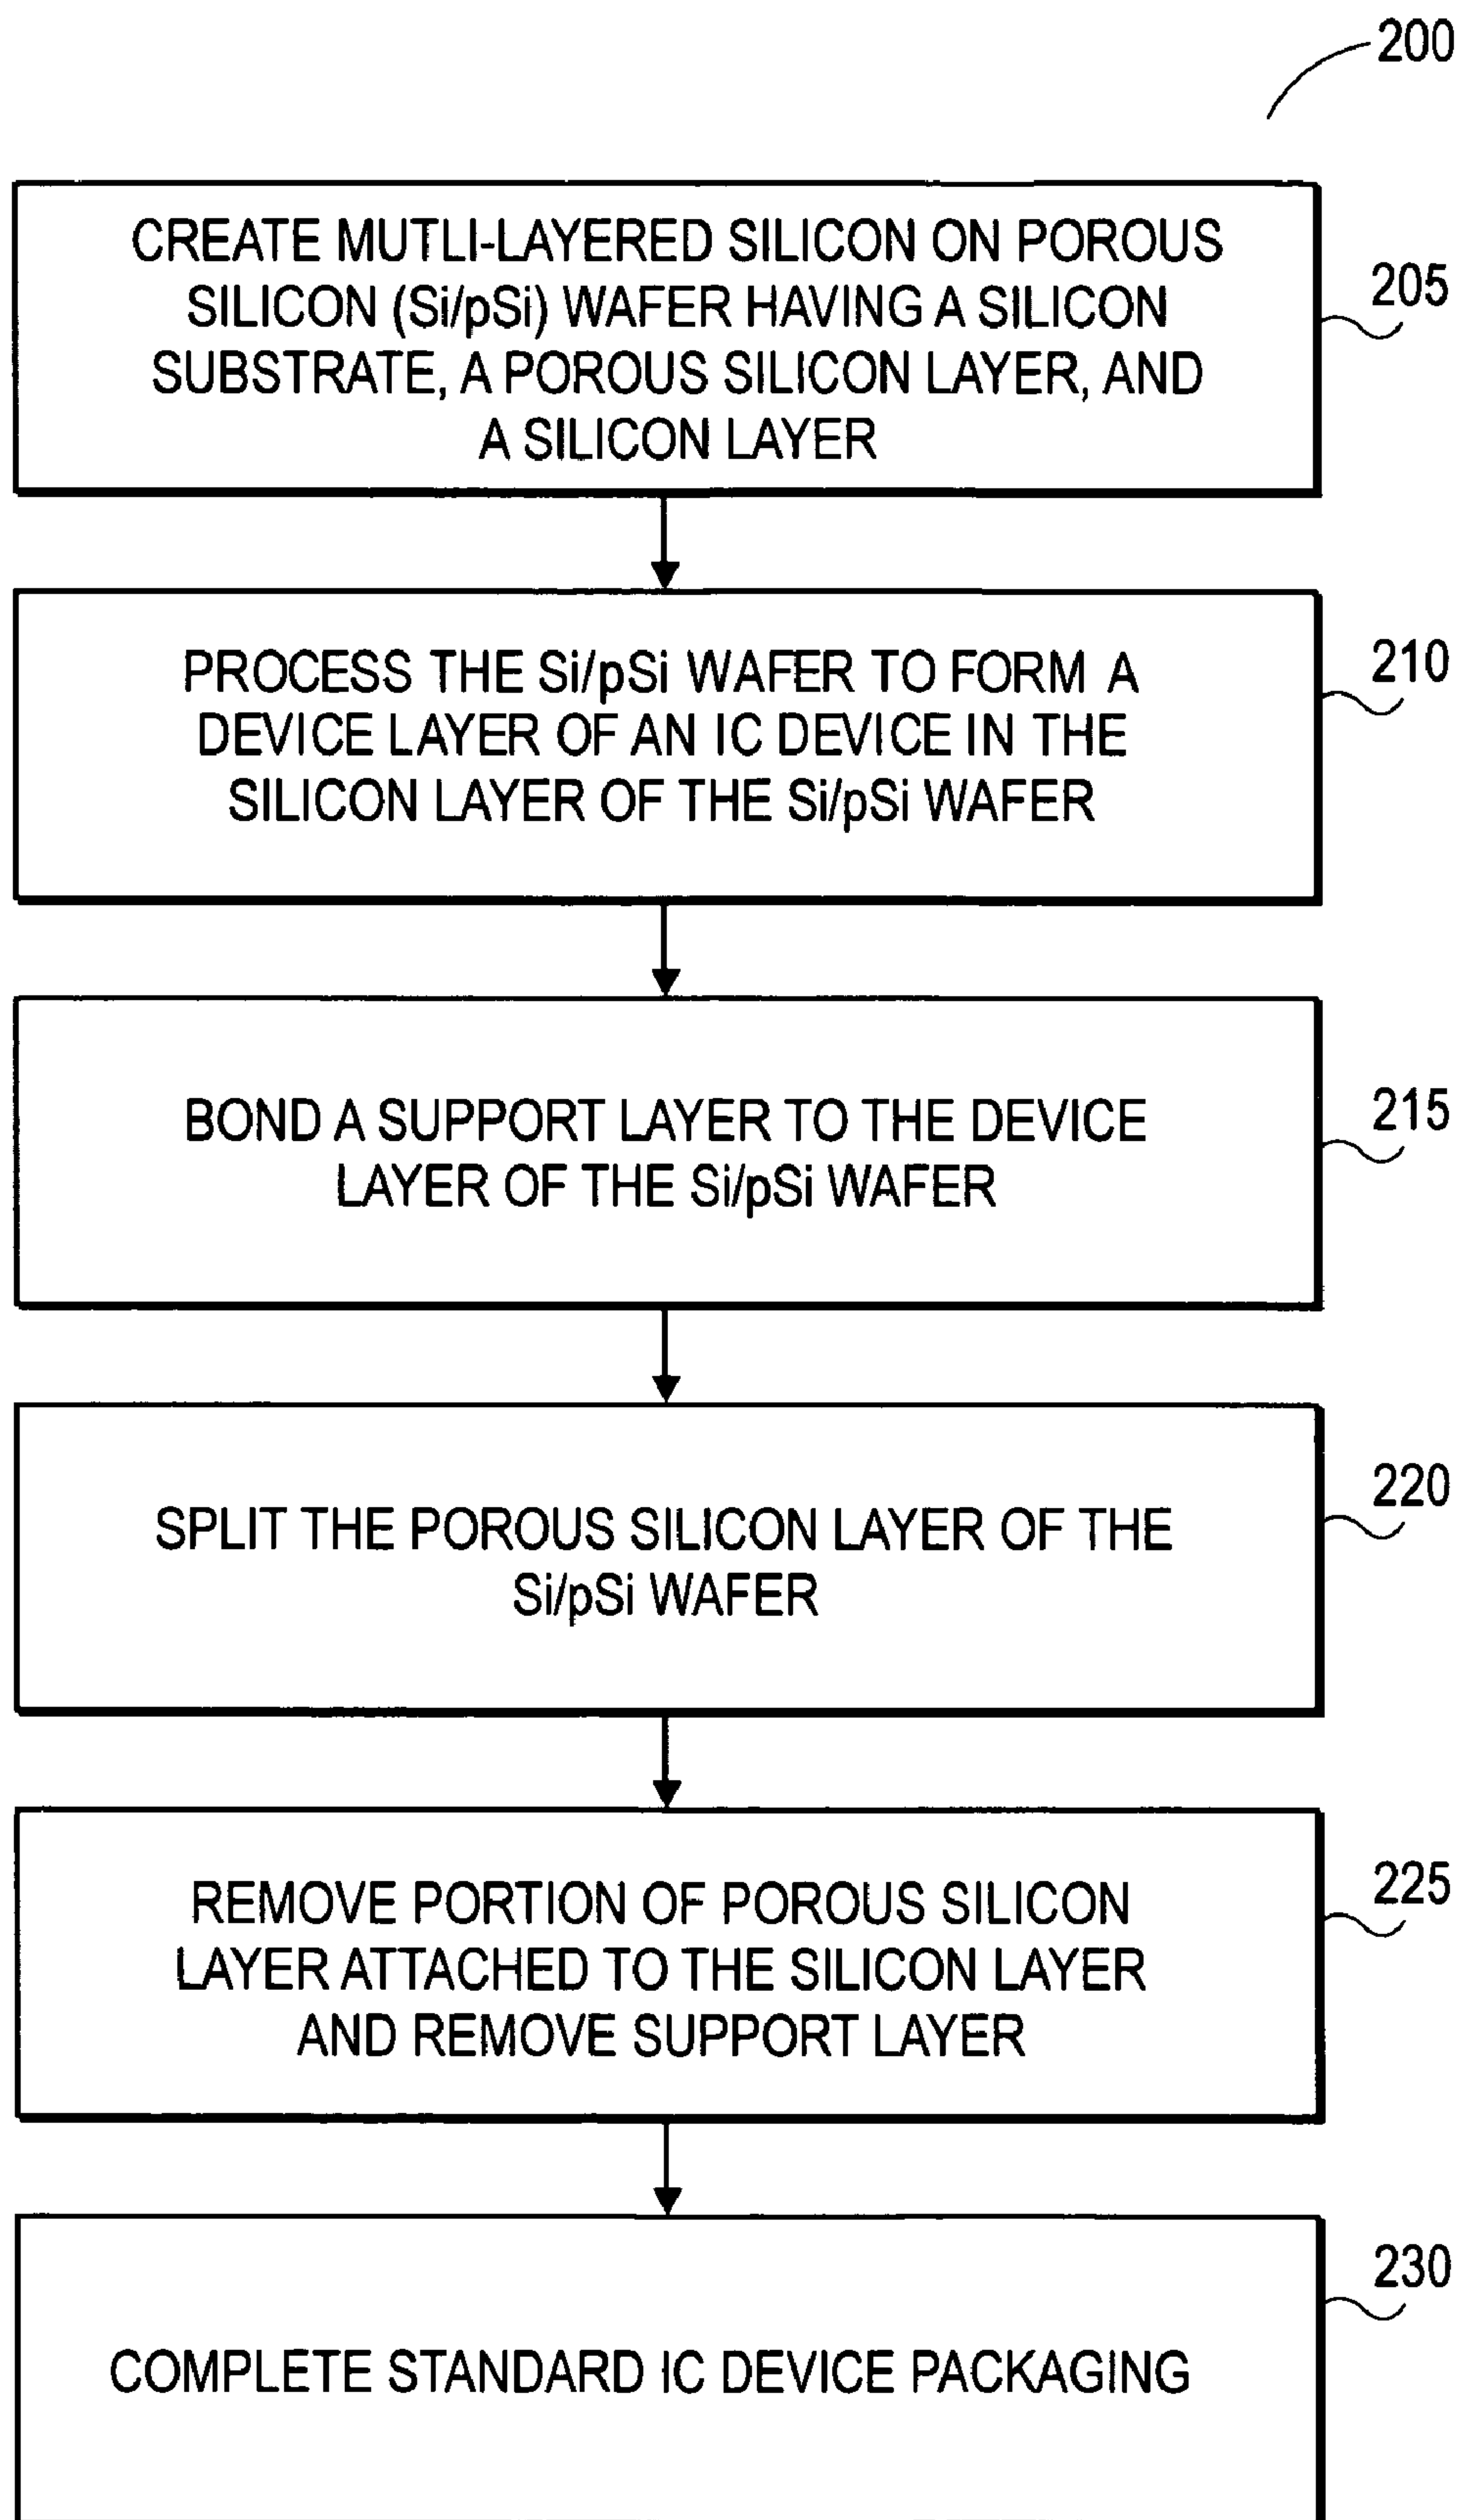 200
CREATE MUTLI-LAYERED SILICON ON POROUS
SILICON (Si/pSi) WAFER HAVING A SILICON
SUBSTRATE, A POROUS SILICON LAYER, AND
A SILICON LAYER
205
PROCESS THE Si/pSi WAFER TO FORM A
DEVICE LAYER OF AN IC DEVICE IN THE
SILICON LAYER OF THE Si/pSi WAFER
210
BOND A SUPPORT LAYER TO THE DEVICE
LAYER OF THE Si/pSi WAFER
215
SPLIT THE POROUS SILICON LAYER OF THE
Si/pSi WAFER
220
REMOVE PORTION OF POROUS SILICON
LAYER ATTACHED TO THE SILICON LAYER
AND REMOVE SUPPORT LAYER
225
COMPLETE STANDARD IC DEVICE PACKAGING
230